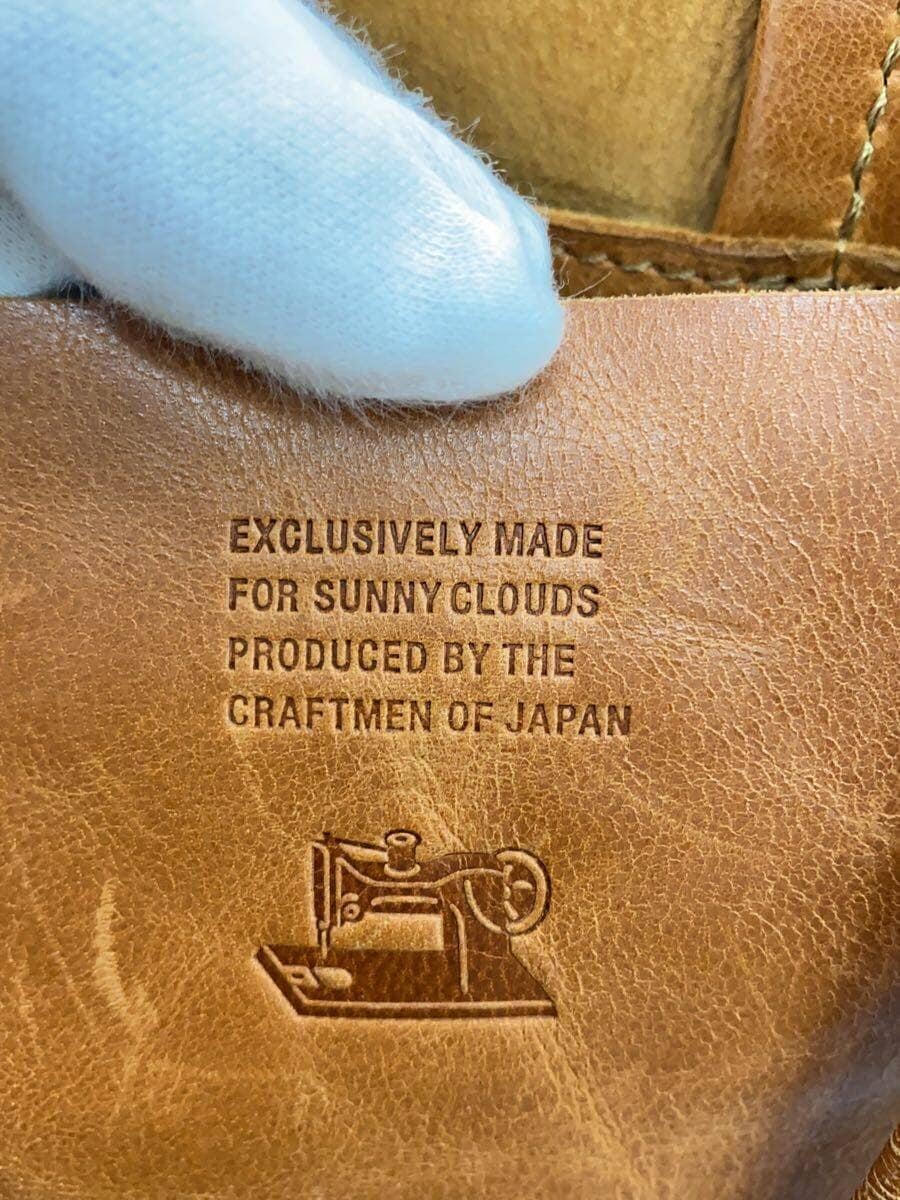 EXCLUSIVELY MADE
FOR SUNNY CLOUDS
PRODUCED BY THE
CRAFTMEN OF JAPAN